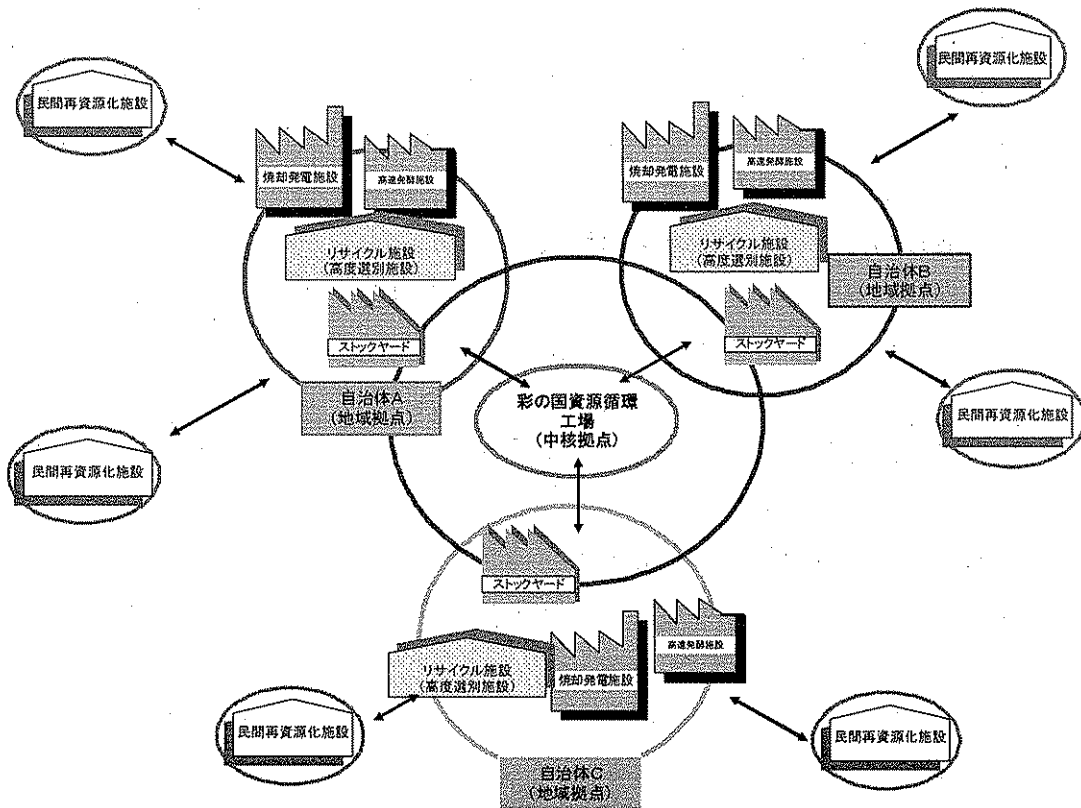 民間再資源化施設
民間再資源化施設
焼却発電施設
高速発酵施設
リサイクル施設
(高度選別施設)
ストックヤード
自治体A
(地域拠点)
焼却発電施設
高速発酵施設
リサイクル施設
(高度選別施設)
自治体B
(地域拠点)
ストックヤード
彩の国資源循環
工場
(中核拠点)
民間再資源化施設
民間再資源化施設
ストックヤード
リサイクル施設
(高度選別施設)
焼却発電施設
高速発酵施設
民間再資源化施設
民間再資源化施設
自治体C
(地域拠点)